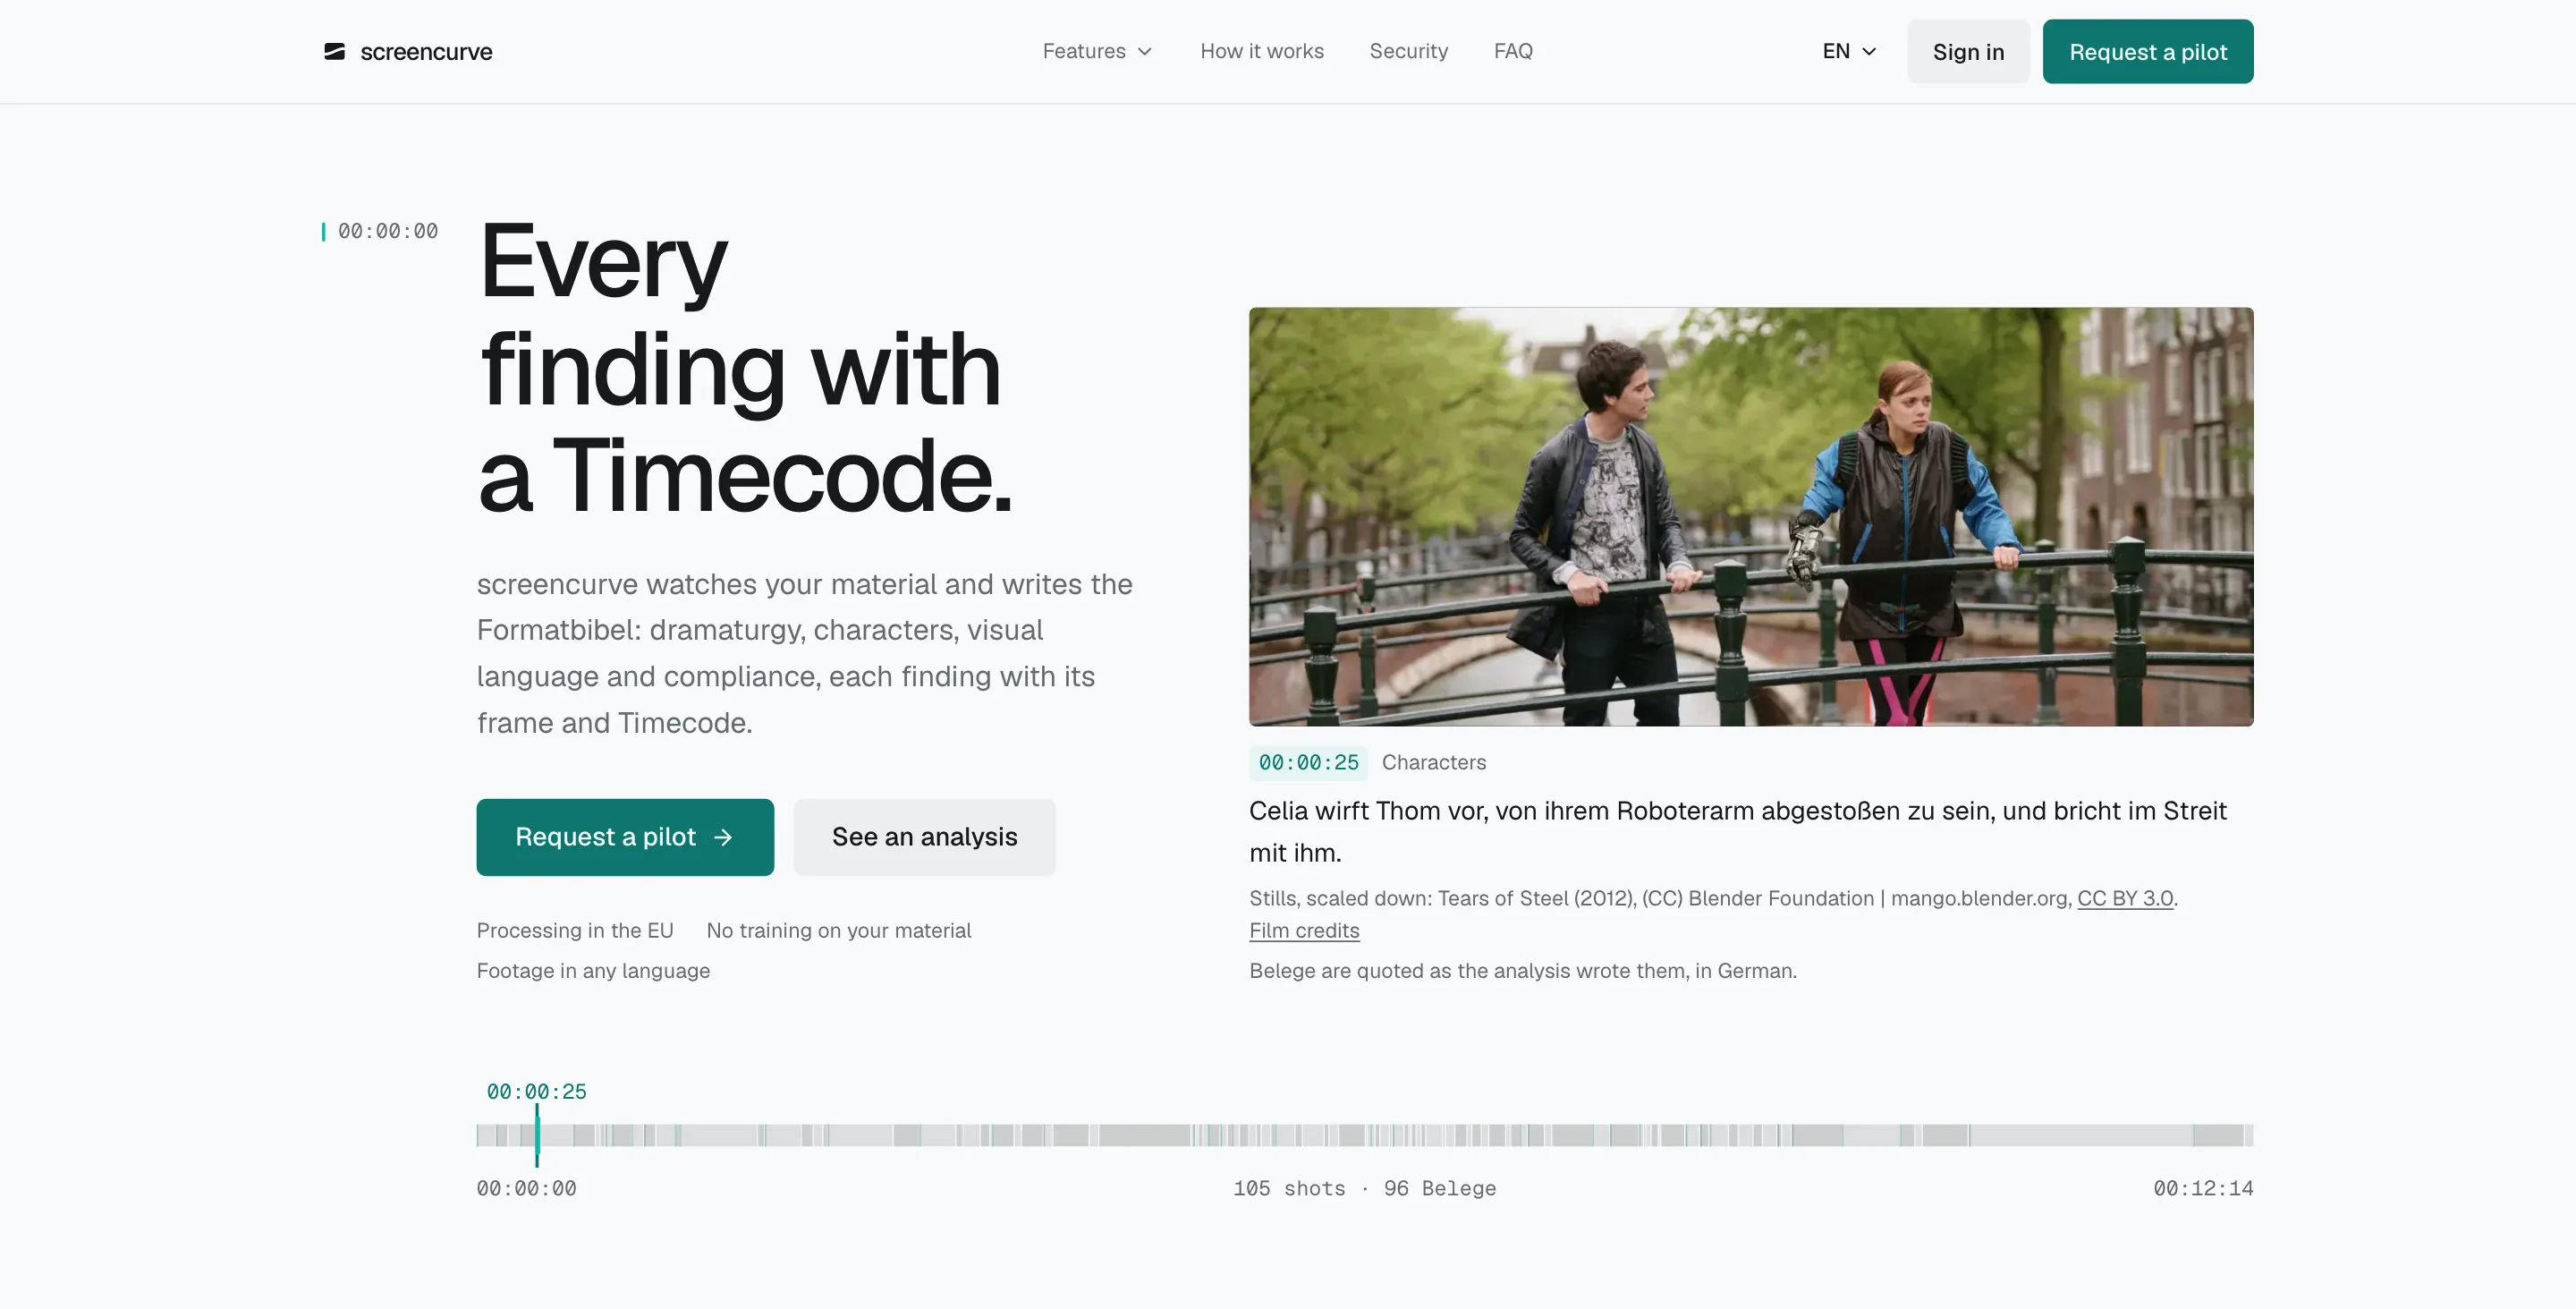 screencurve
Features
How it works
Security
FAQ
EN
Sign in
Request a pilot
00:00:00
Every
finding with
a Timecode.
screencurve watches your material and writes the
Formatbibel: dramaturgy, characters, visual
language and compliance, each finding with its
frame and Timecode.
Request a pilot →
See an analysis
Processing in the EU
No training on your material
Footage in any language
00:00:25 Characters
Celia wirft Thom vor, von ihrem Roboterarm abgestoßen zu sein, und bricht im Streit
mit ihm.
Stills, scaled down: Tears of Steel (2012), (CC) Blender Foundation | mango.blender.org, CC BY 3.0.
Film credits
Belege are quoted as the analysis wrote them, in German.
00:00:25
00:00:00
105 shots · 96 Belege
00:12:14